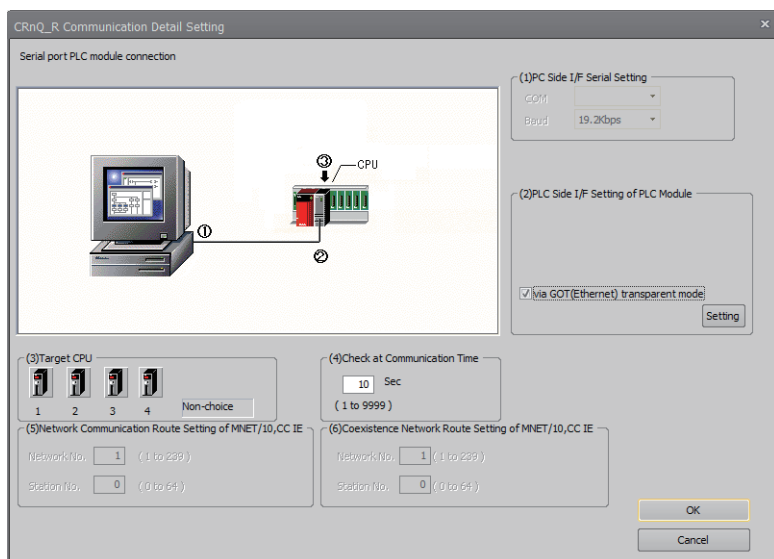 CRnQ_R Communication Detail Setting
Serial port PLC module connection
③
CPU
①
②
(1)PC Side I/F Serial Setting
COM
Baud 19.2Kbps
(2)PLC Side I/F Setting of PLC Module
via GOT(Ethernet) transparent mode
Setting
(3)Target CPU
1 2 3 4 Non-choice
(4)Check at Communication Time
10 Sec
( 1 to 9999 )
(5)Network Communication Route Setting of MNET/10,CC IE
Network No. 1 ( 1 to 239 )
Station No. 0 ( 0 to 64 )
(6)Coexistence Network Route Setting of MNET/10,CC IE
Network No. 1 ( 1 to 239 )
Station No. 0 ( 0 to 64 )
OK
Cancel